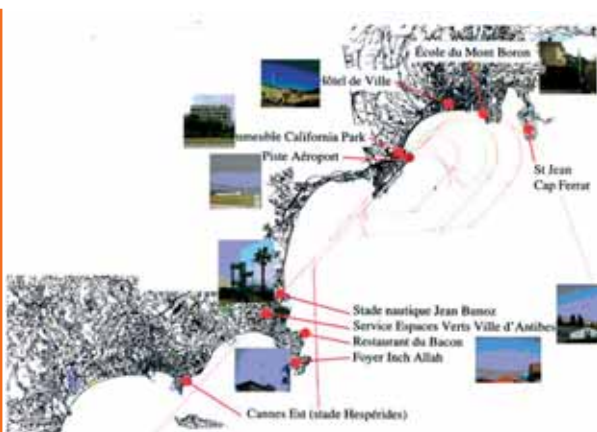 École du Mont Boron
Hôtel de Ville
Immeuble California Park
Piste Aéroport
St Jean
Cap Ferrat
Stade nautique Jean Bunoz
Service Espaces Verts Ville d'Antibes
Restaurant du Bacon
Foyer Inch Allah
Cannes Est (stade Hespérides)